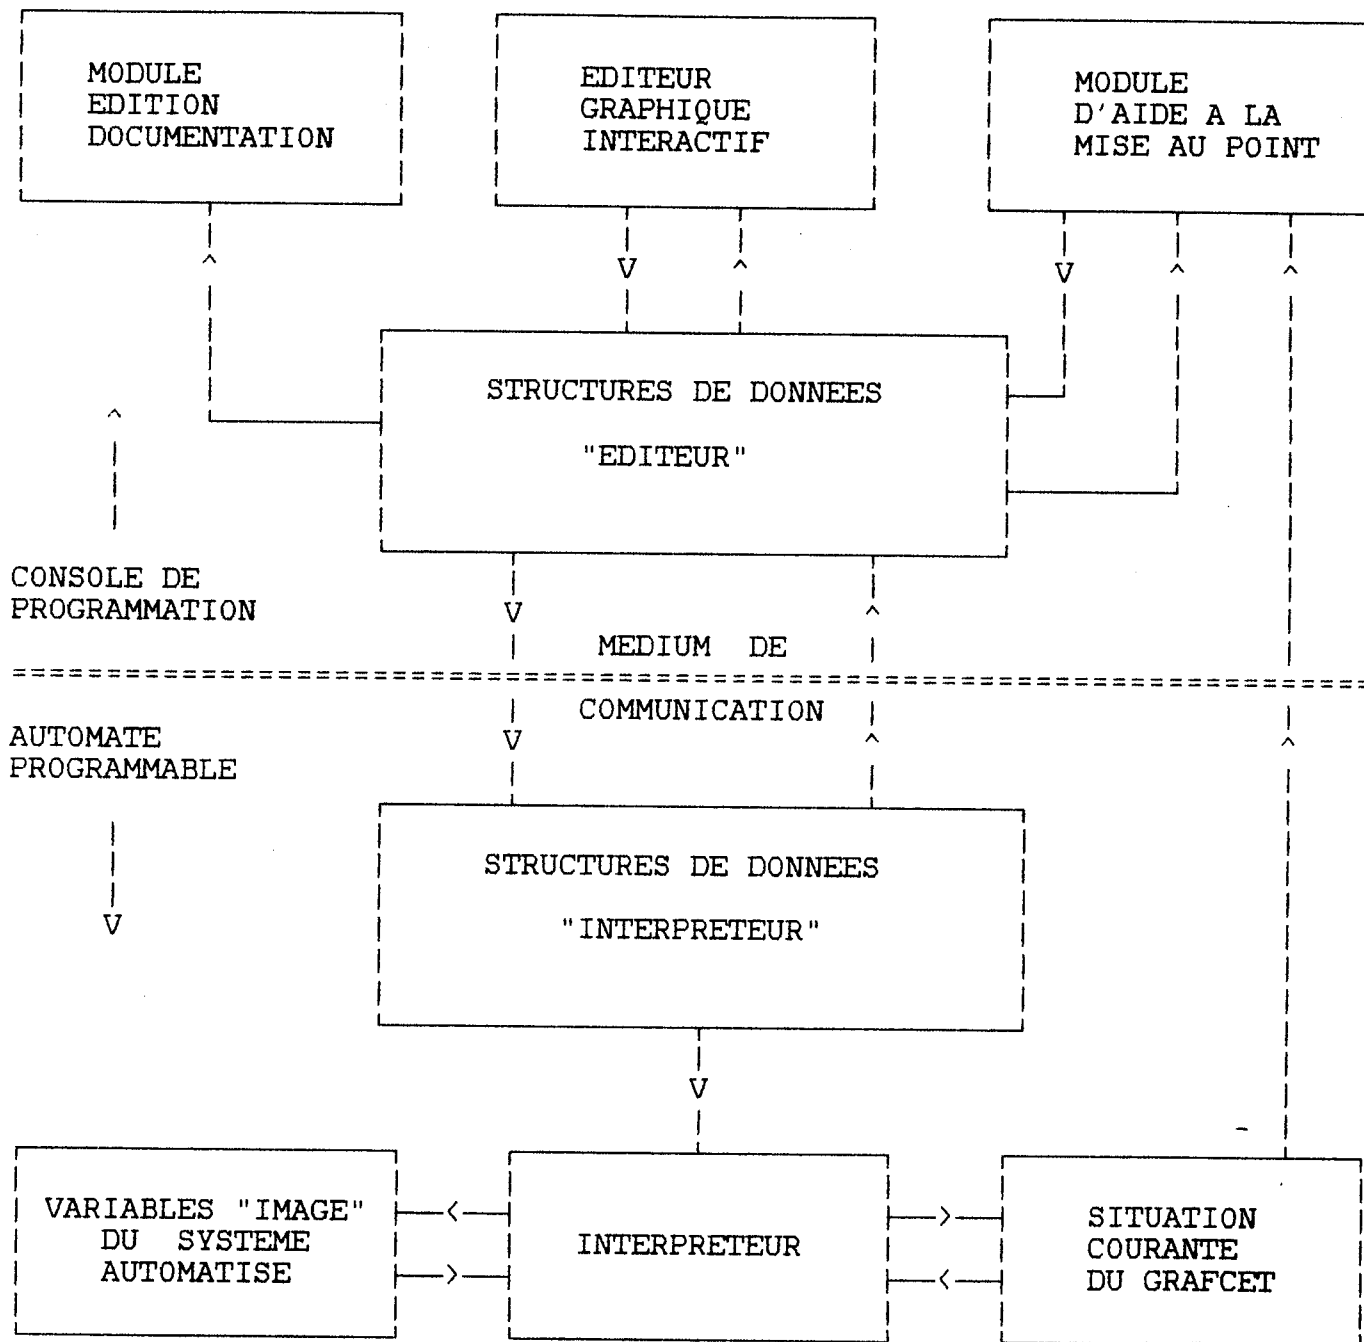 MODULE
EDITION
DOCUMENTATION
EDITEUR
GRAPHIQUE
INTERACTIF
MODULE
D'AIDE A LA
MISE AU POINT
STRUCTURES DE DONNEES
"EDITEUR"
CONSOLE DE
PROGRAMMATION
MEDIUM DE
COMMUNICATION
AUTOMATE
PROGRAMMABLE
STRUCTURES DE DONNEES
"INTERPRETEUR"
VARIABLES "IMAGE"
DU SYSTEME
AUTOMATISE
INTERPRETEUR
SITUATION
COURANTE
DU GRAFCET